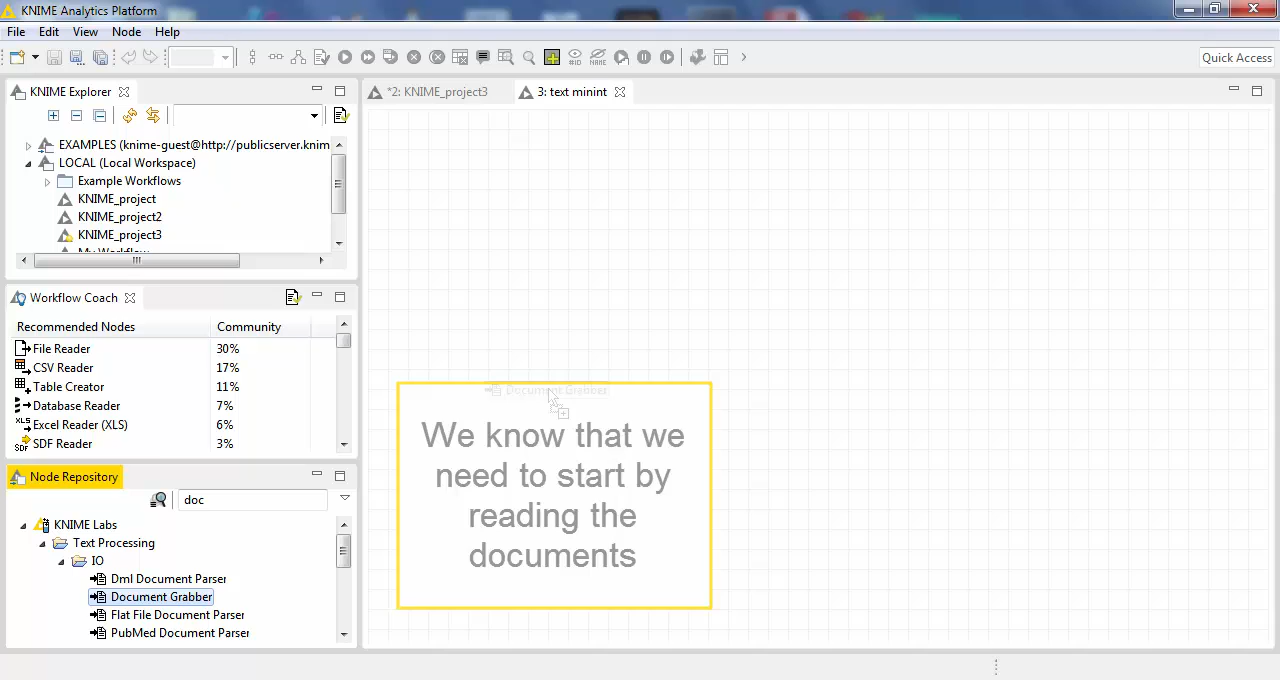 KNIME Analytics Platform
File Edit View Node Help
Quick Access
KNIME Explorer
*2: KNIME_project3
3: text minint
EXAMPLES (knime-guest@http://publicserver.knim
LOCAL (Local Workspace)
Example Workflows
KNIME_project
KNIME_project2
KNIME_project3
My Workflow
Workflow Coach
Recommended Nodes Community
File Reader 30%
CSV Reader 17%
Table Creator 11%
Database Reader 7%
Excel Reader (XLS) 6%
SDF Reader 3%
Document Grabber
We know that we
need to start by
reading the
documents
Node Repository
doc
KNIME Labs
Text Processing
IO
Dml Document Parser
Document Grabber
Flat File Document Parser
PubMed Document Parser